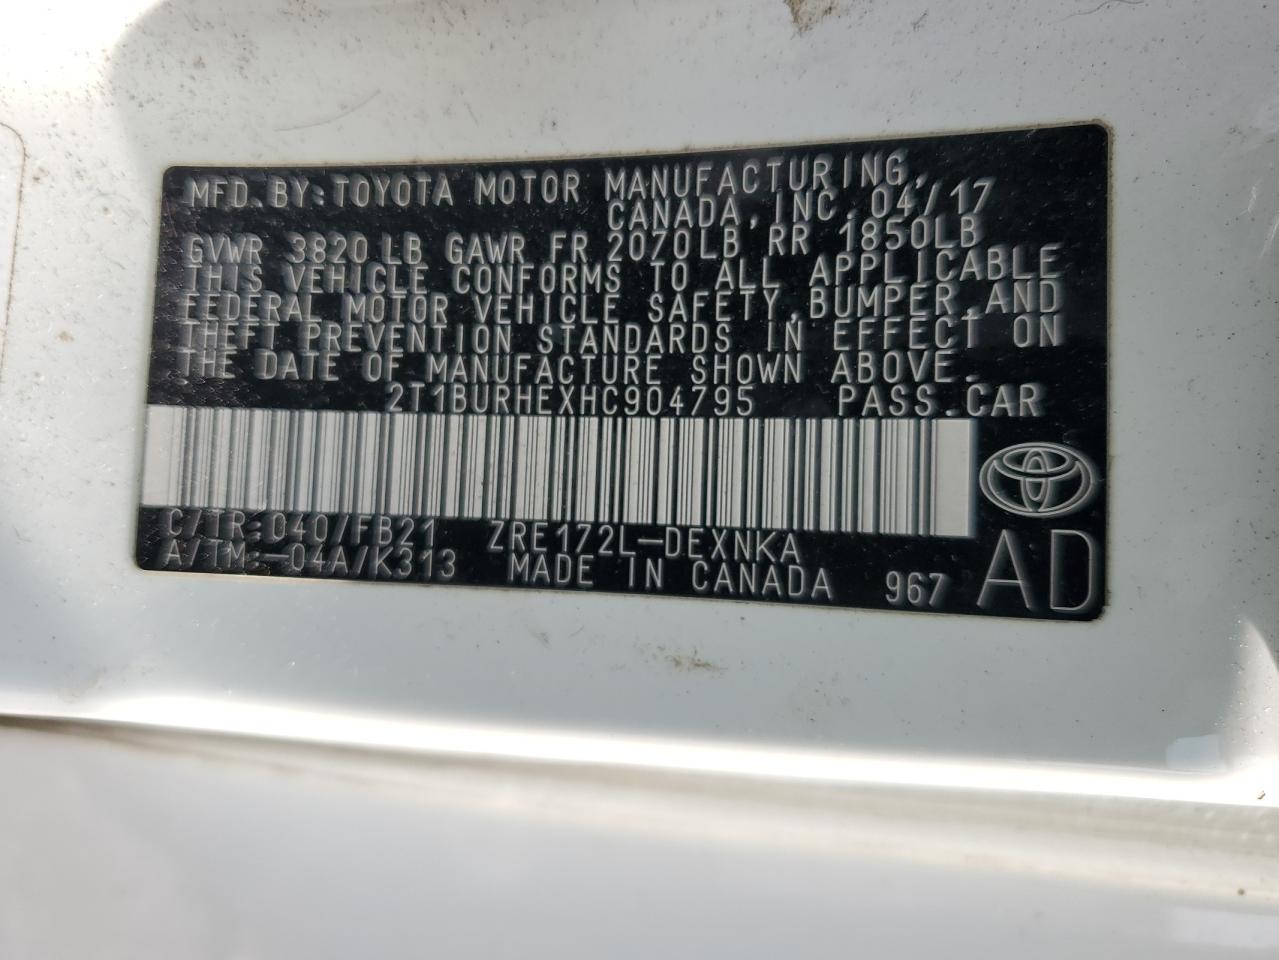 MFD.BY:TOYOTA MOTOR MANUFACTURING,
CANADA,INC.04/17
GVWR 3820LB GAWR FR 2070LB RR 1850LB
THIS VEHICLE CONFORMS TO ALL APPLICABLE
FEDERAL MOTOR VEHICLE SAFETY,BUMPER,AND
THEFT PREVENTION STANDARDS IN EFFECT ON
THE DATE OF MANUFACTURE SHOWN ABOVE.
2T1BURHEXHC904795 PASS.CAR
C/TR:040/FB21 ZRE172L-DEXNKA
A/TM:-04A/K313 MADE IN CANADA 967 AD